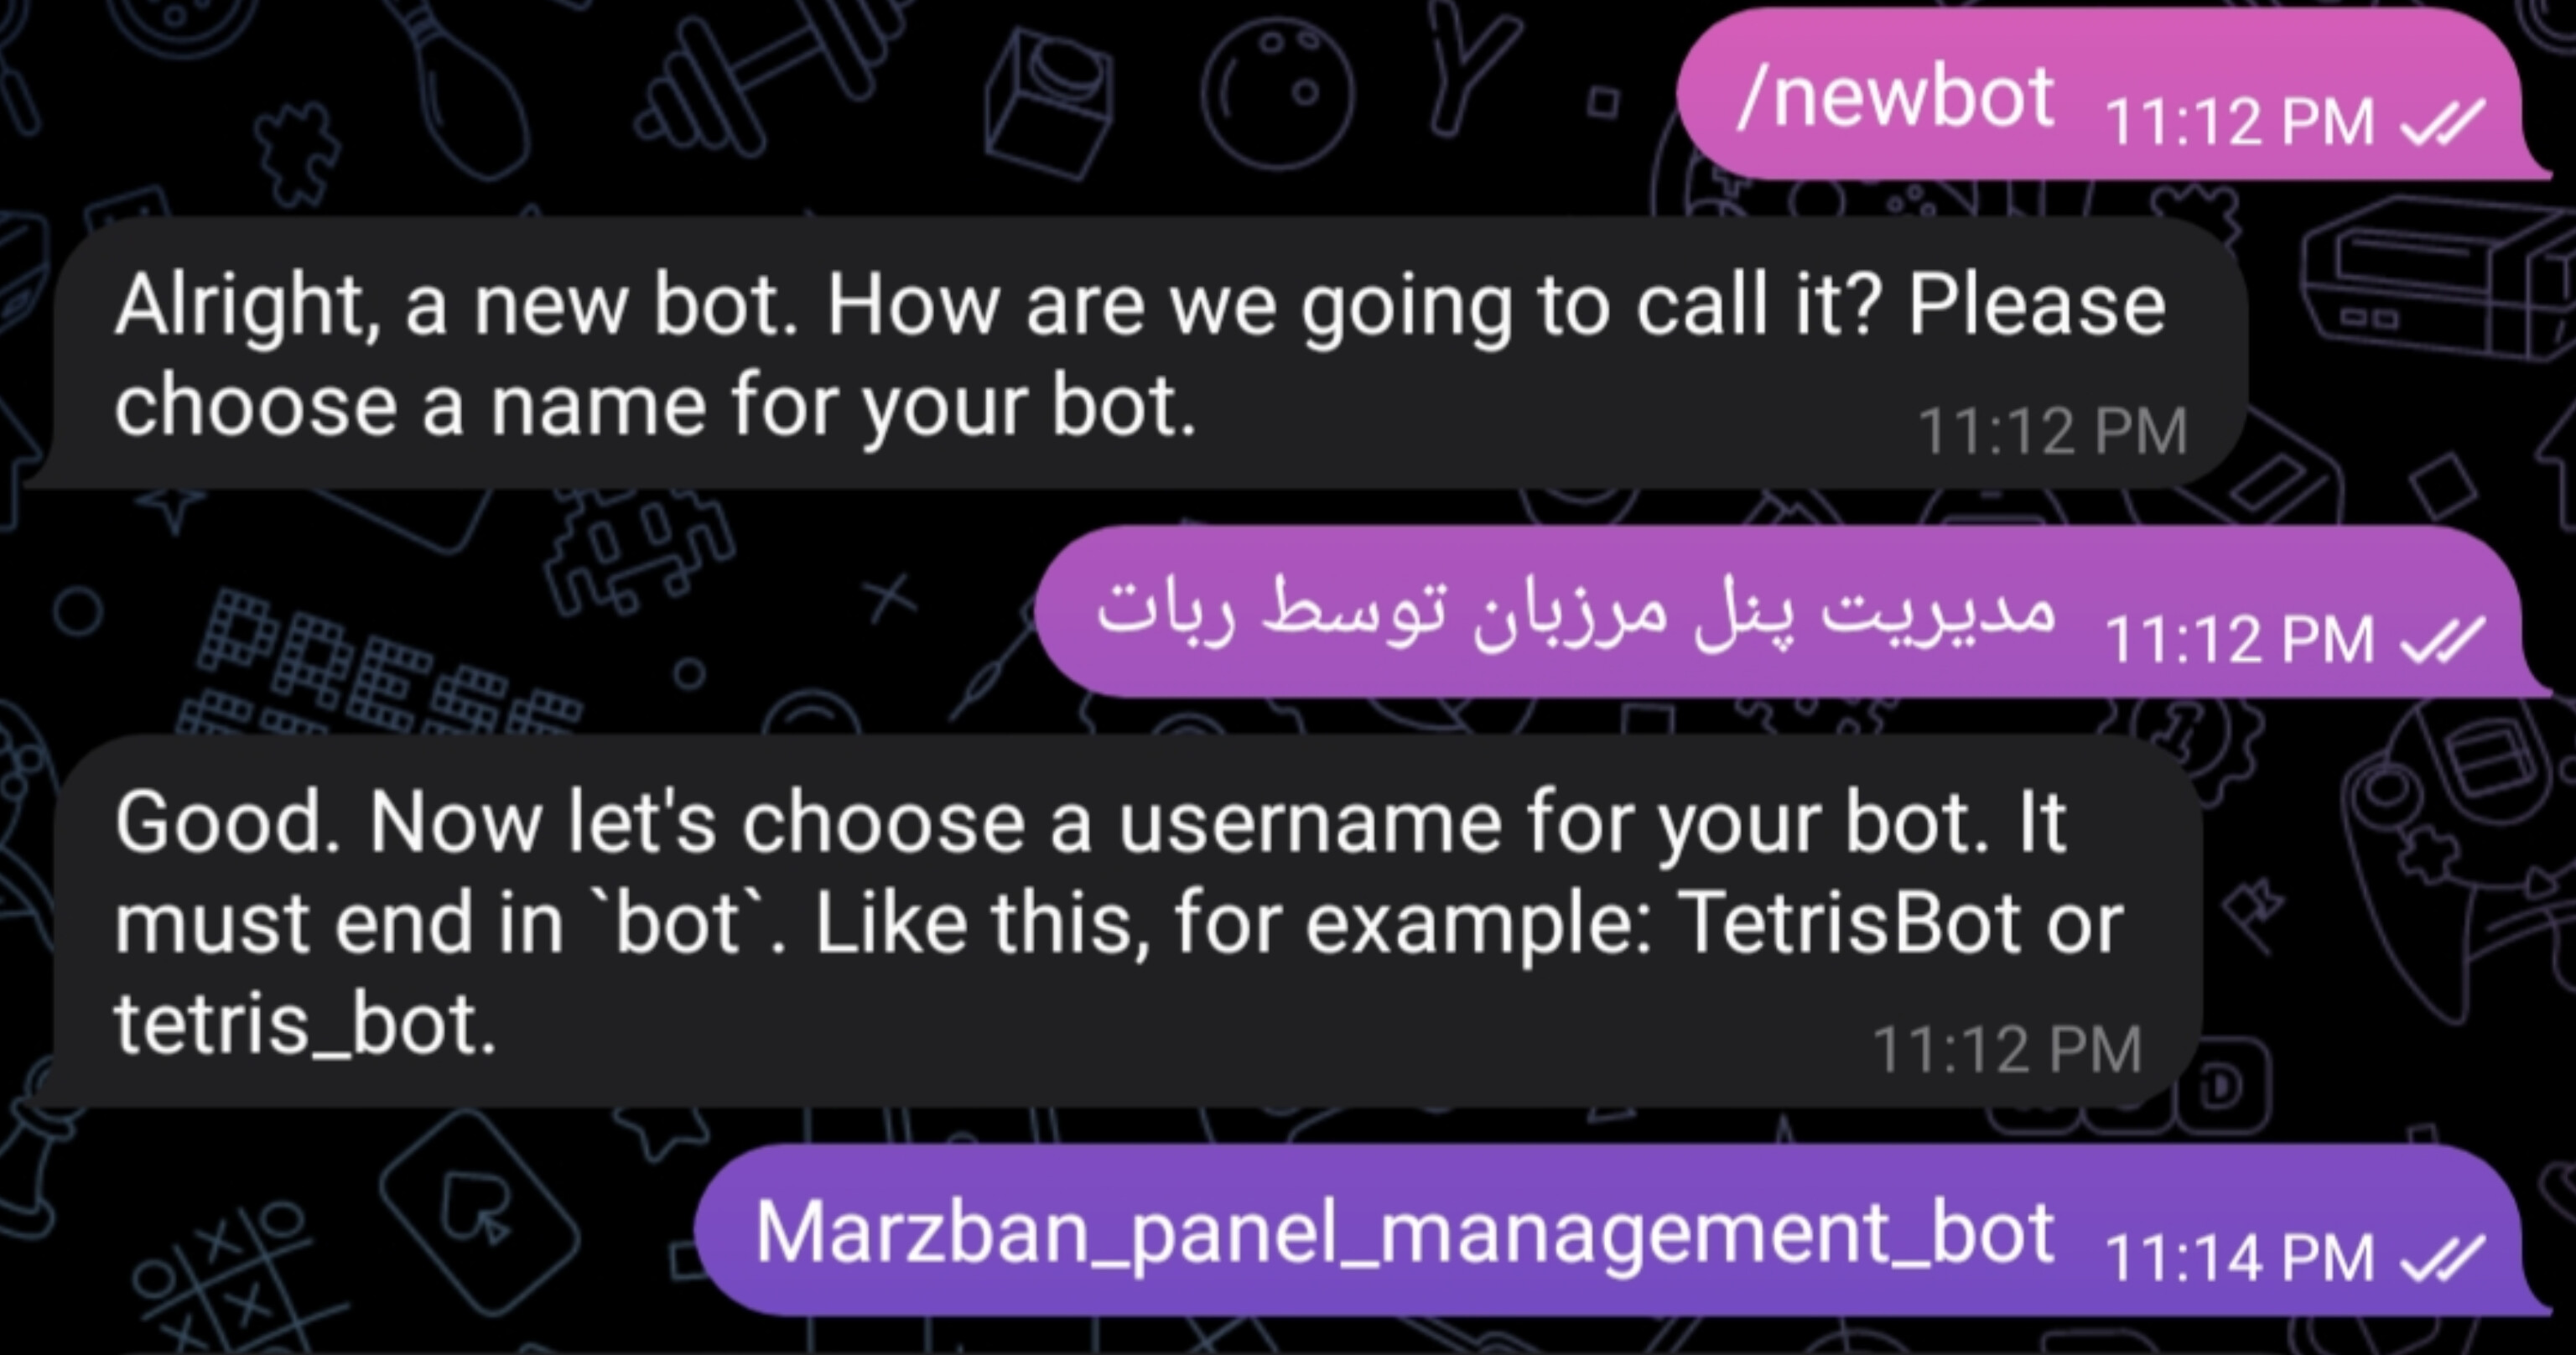 /newbot 11:12 PM
Alright, a new bot. How are we going to call it? Please
choose a name for your bot.
11:12 PM
مدیریت پنل مرزبان توسط ربات 11:12 PM
PRESS
Good. Now let's choose a username for your bot. It
must end in `bot`. Like this, for example: TetrisBot or
tetris_bot.
11:12 PM
D
Marzban_panel_management_bot 11:14 PM